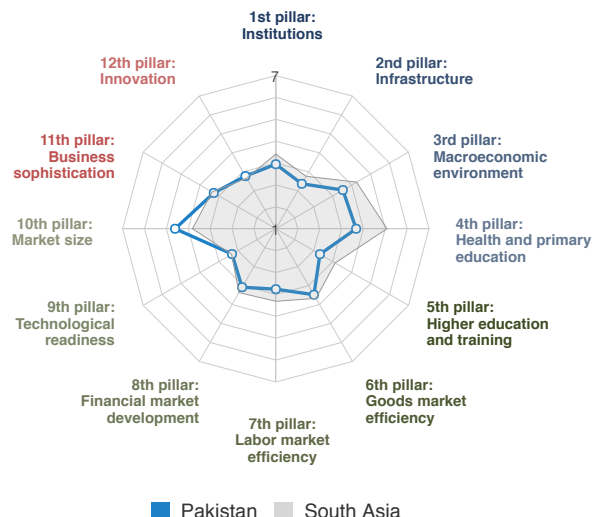 1st pillar:
Institutions
2nd pillar:
Infrastructure
3rd pillar:
Macroeconomic
environment
4th pillar:
Health and primary
education
5th pillar:
Higher education
and training
6th pillar:
Goods market
efficiency
7th pillar:
Labor market
efficiency
8th pillar:
Financial market
development
9th pillar:
Technological
readiness
10th pillar:
Market size
11th pillar:
Business
sophistication
12th pillar:
Innovation
7
1
Pakistan
South Asia